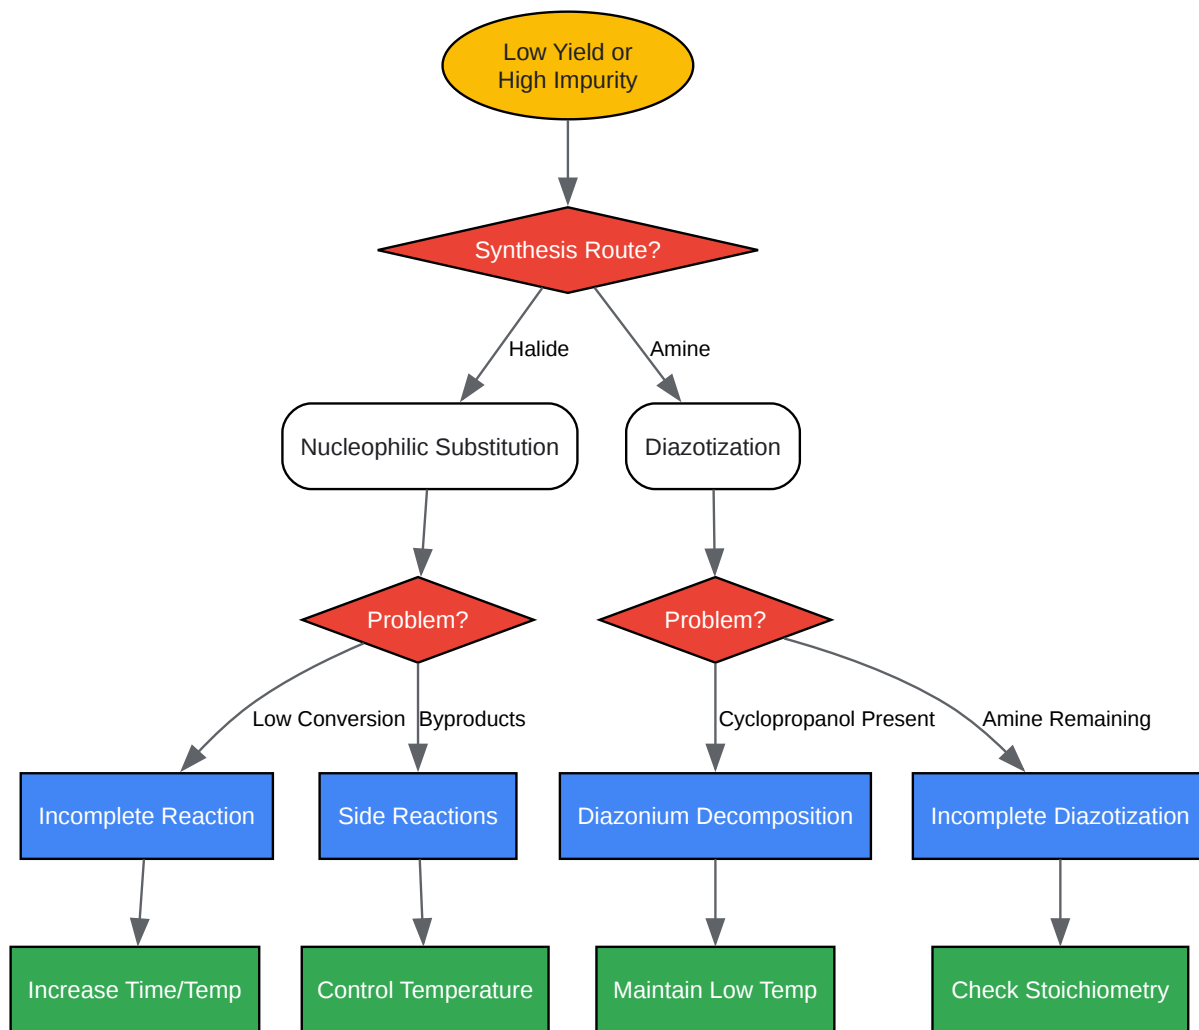 Low Yield or
High Impurity
Synthesis Route?
Halide
Amine
Nucleophilic Substitution
Diazotization
Problem?
Problem?
Low Conversion
Byproducts
Cyclopropanol Present
Amine Remaining
Incomplete Reaction
Side Reactions
Diazonium Decomposition
Incomplete Diazotization
Increase Time/Temp
Control Temperature
Maintain Low Temp
Check Stoichiometry